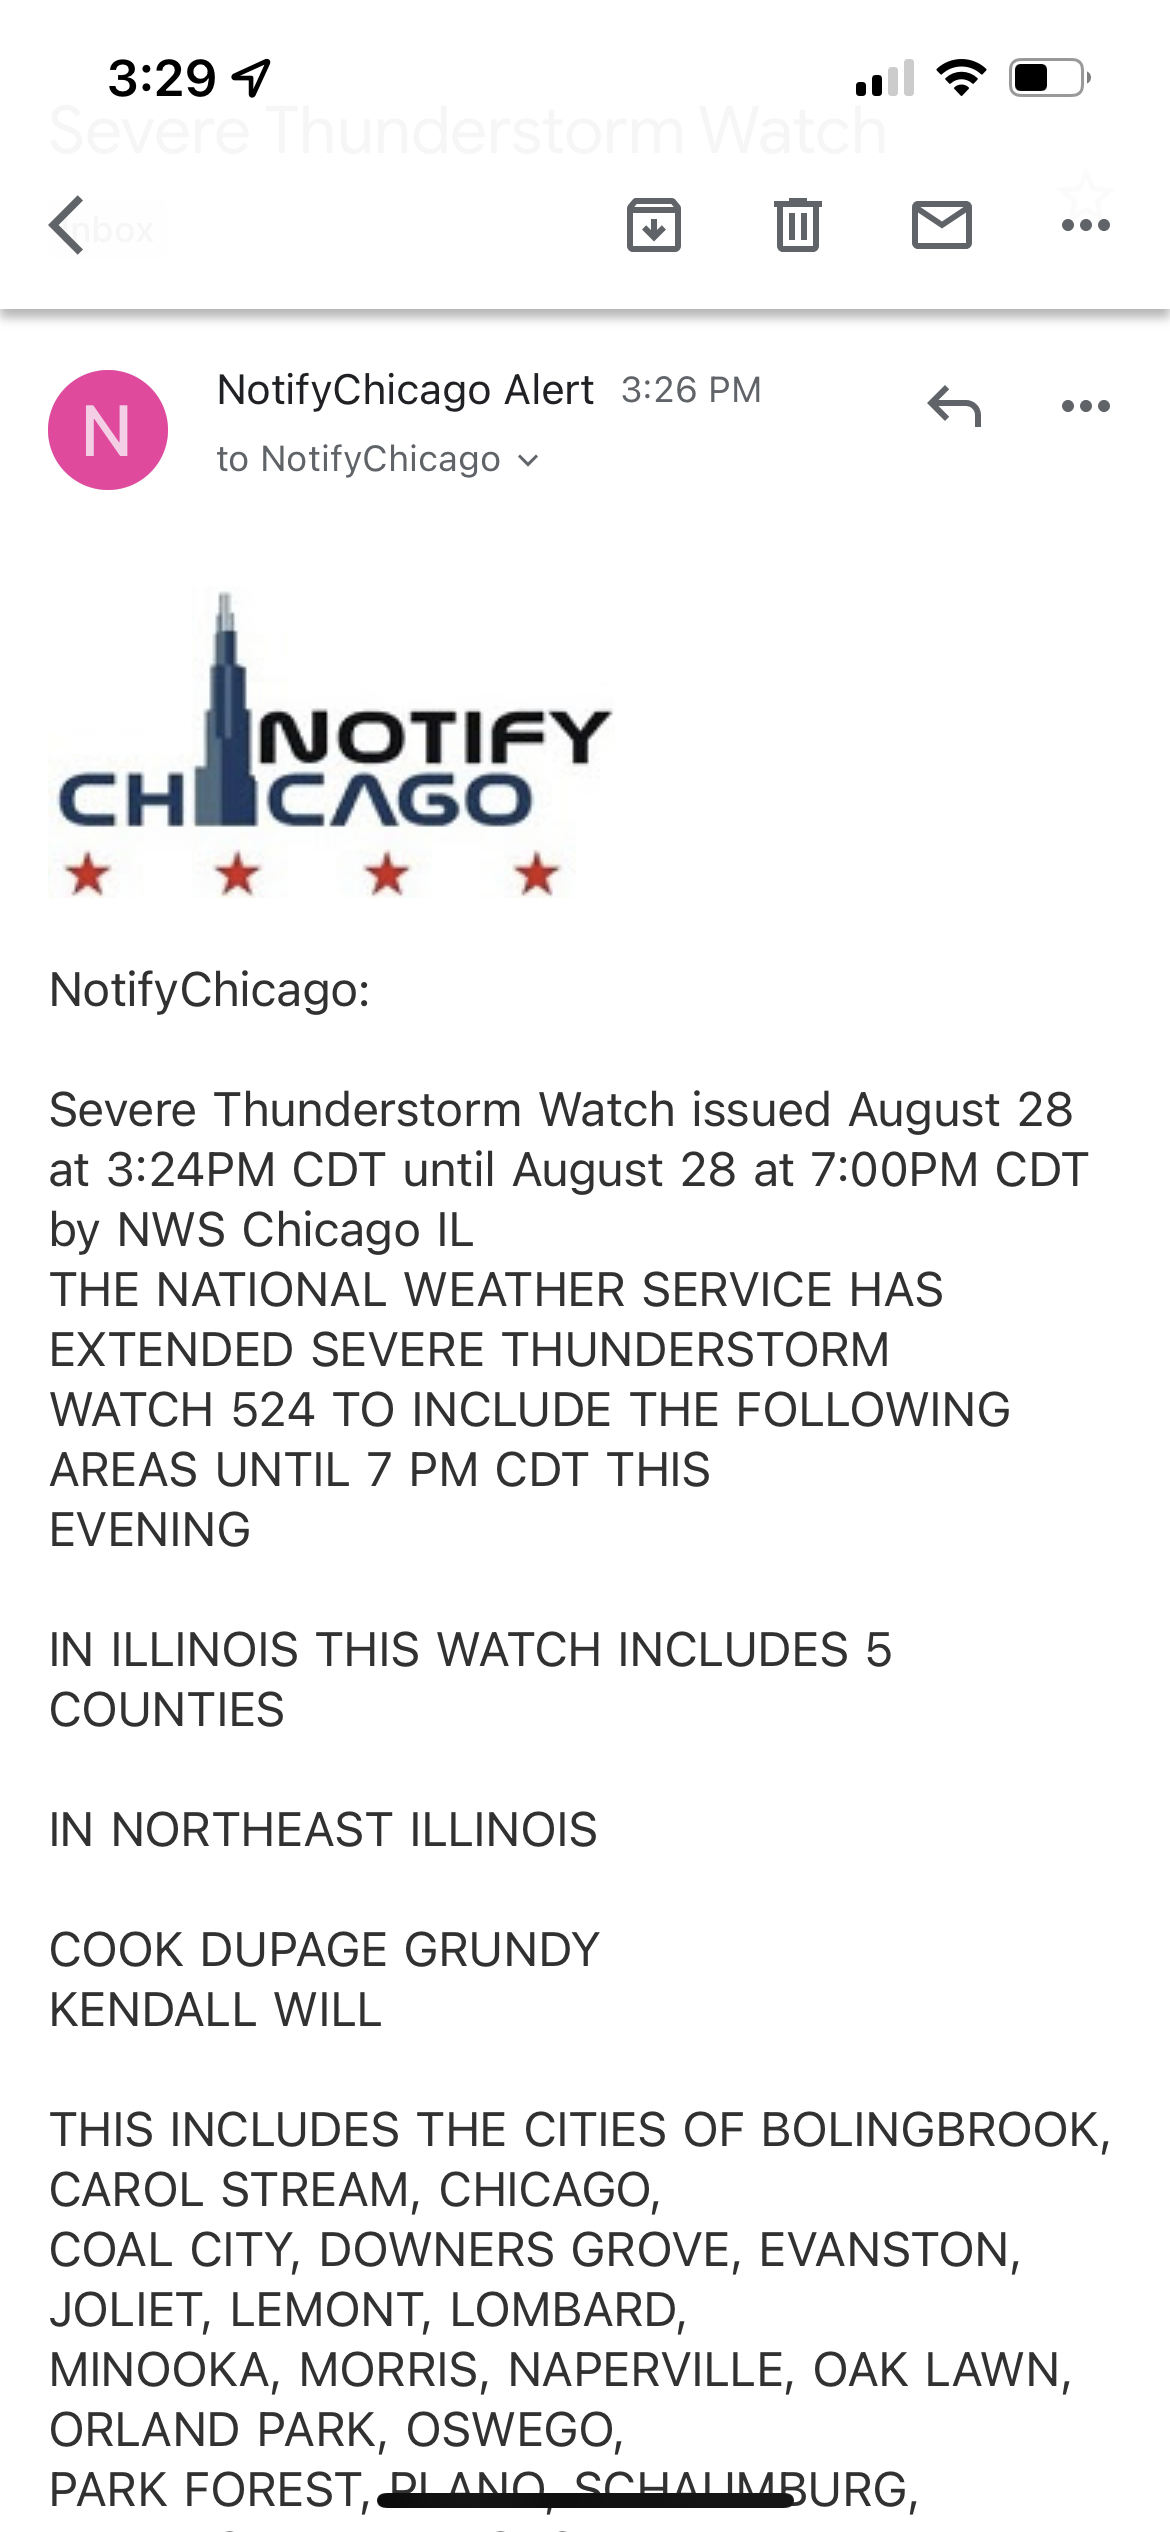 3:29
Severe Thunderstorm Watch
Inbox
N
NotifyChicago Alert 3:26 PM
to NotifyChicago
NOTIFY
CHICAGO
NotifyChicago:
Severe Thunderstorm Watch issued August 28
at 3:24PM CDT until August 28 at 7:00PM CDT
by NWS Chicago IL
THE NATIONAL WEATHER SERVICE HAS
EXTENDED SEVERE THUNDERSTORM
WATCH 524 TO INCLUDE THE FOLLOWING
AREAS UNTIL 7 PM CDT THIS
EVENING
IN ILLINOIS THIS WATCH INCLUDES 5
COUNTIES
IN NORTHEAST ILLINOIS
COOK DUPAGE GRUNDY
KENDALL WILL
THIS INCLUDES THE CITIES OF BOLINGBROOK,
CAROL STREAM, CHICAGO,
COAL CITY, DOWNERS GROVE, EVANSTON,
JOLIET, LEMONT, LOMBARD,
MINOOKA, MORRIS, NAPERVILLE, OAK LAWN,
ORLAND PARK, OSWEGO,
PARK FOREST, PLANO, SCHAUMBURG,